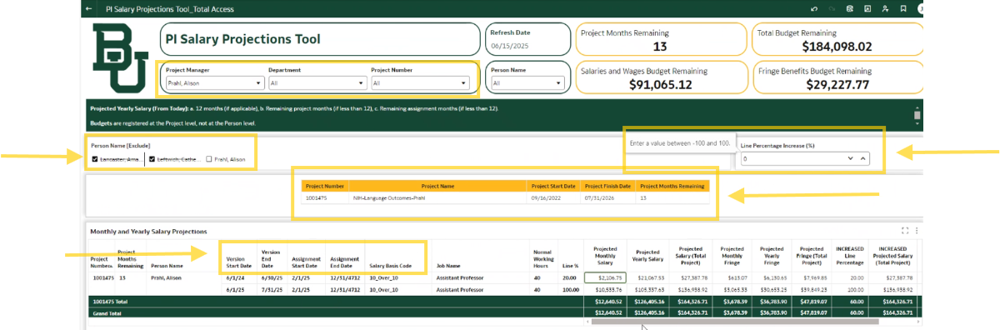 PI Salary Projections Tool_Total Access
BU
PI Salary Projections Tool
Refresh Date
06/15/2025
Project Months Remaining
13
Total Budget Remaining
$184,098.02
Project Manager
Prahl, Alison
Department
All
Project Number
All
Person Name
All
Salaries and Wages Budget Remaining
$91,065.12
Fringe Benefits Budget Remaining
$29,227.77
Projected Yearly Salary (From Today): a. 12 months (if applicable), b. Remaining project months (if less than 12), c. Remaining assignment months (if less than 12).
Budgets are registered at the Project level, not at the Person level.
Person Name [Exclude]
Lancaster, Ama... Leftwich, Cathe... Prahl, Alison
Enter a value between -100 and 100.
Line Percentage Increase (%)
0
Project Number Project Name Project Start Date Project Finish Date Project Months Remaining
1001475 NIH-Language Outcomes-Prahl 09/16/2022 07/31/2026 13
Monthly and Yearly Salary Projections
Project Numbers Project Months Remaining Person Name Version Start Date Version End Date Assignment Start Date Assignment End Date Salary Basis Code Job Name Normal Working Hours Line % Projected Monthly Salary Projected Yearly Salary Projected Salary (Total Project) Projected Monthly Fringe Projected Yearly Fringe Projected Fringe (Total Project) INCREASED Line Percentage INCREASED Projected Salary (Total Project)
1001475 13 Prahl, Alison 6/1/24 6/30/25 2/1/25 12/31/4712 10_Over_10 Assistant Professor 40 20.00 $2,106.75 $21,067.53 $27,387.78 $613.07 $6,130.65 $7,969.85 20.00 $27,387.78
6/1/25 7/31/25 2/1/25 12/31/4712 10_Over_10 Assistant Professor 40 100.00 $10,533.76 $105,337.63 $136,938.92 $3,065.33 $30,653.25 $39,849.23 100.00 $136,938.92
1001475 Total $12,640.52 $126,405.16 $164,326.71 $3,678.39 $36,783.90 $47,819.07 60.00 $164,326.71
Grand Total $12,640.52 $126,405.16 $164,326.71 $3,678.39 $36,783.90 $47,819.07 60.00 $164,326.71